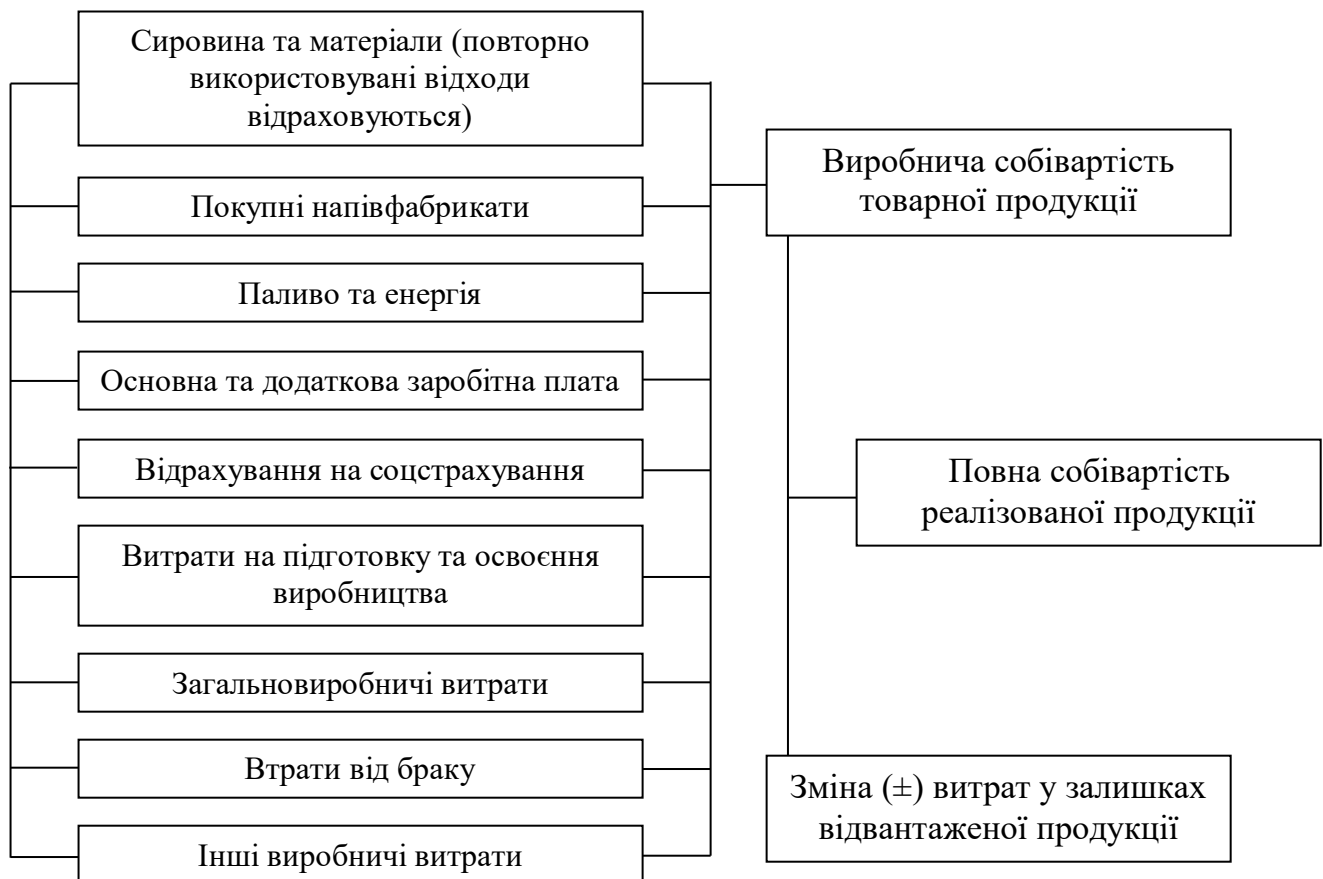 Сировина та матеріали (повторно
використовувані відходи
відраховуються)
Покупні напівфабрикати
Паливо та енергія
Основна та додаткова заробітна плата
Відрахування на соцстрахування
Витрати на підготовку та освоєння
виробництва
Загальновиробничі витрати
Втрати від браку
Інші виробничі витрати
Виробнича собівартість
товарної продукції
Повна собівартість
реалізованої продукції
Зміна (±) витрат у залишках
відвантаженої продукції